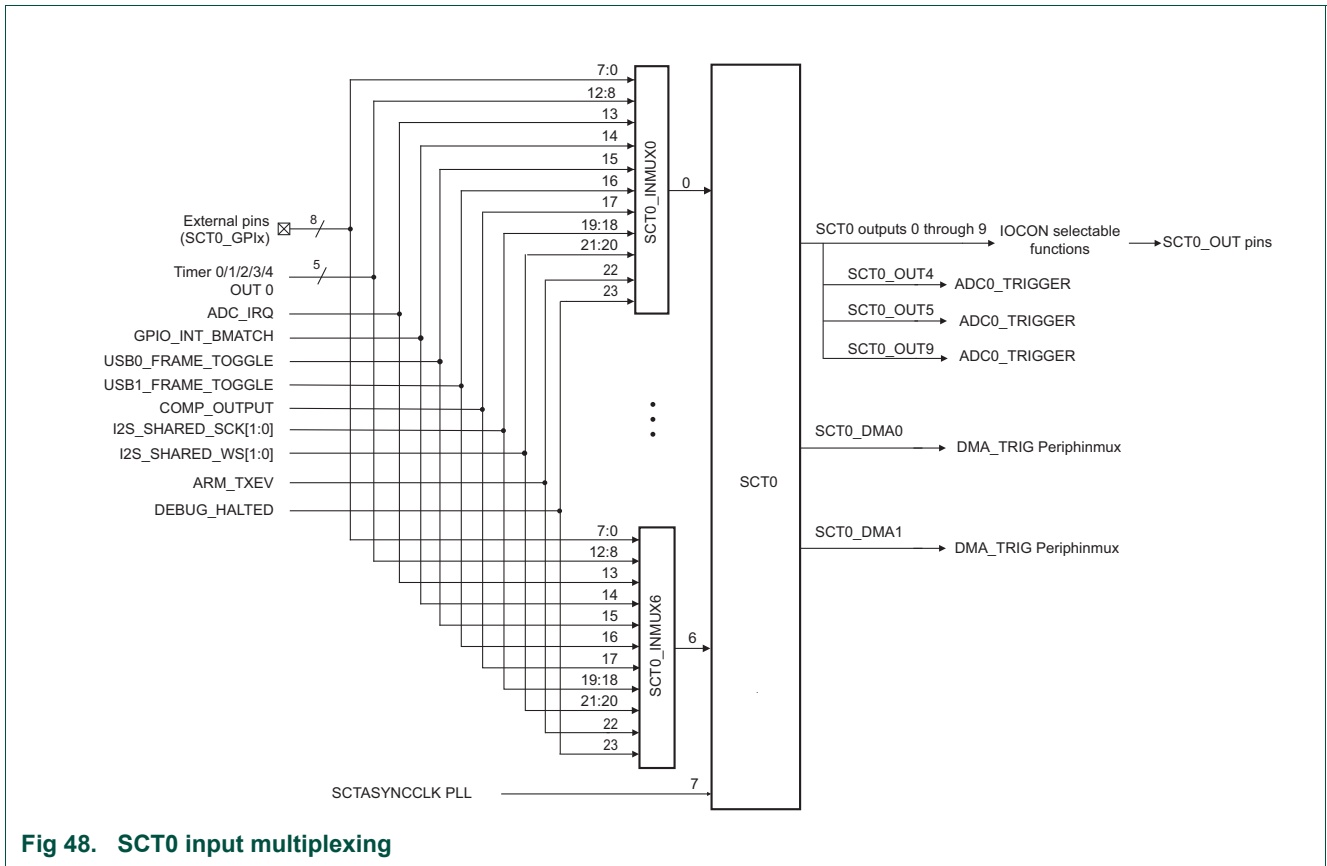 7:0
12:8
13
14
15
16
17
19:18
21:20
22
23
SCT0_INMUX0
0
External pins
(SCT0_GPIx)
8
Timer 0/1/2/3/4
OUT 0
5
ADC_IRQ
GPIO_INT_BMATCH
USB0_FRAME_TOGGLE
USB1_FRAME_TOGGLE
COMP_OUTPUT
I2S_SHARED_SCK[1:0]
I2S_SHARED_WS[1:0]
ARM_TXEV
DEBUG_HALTED
7:0
12:8
13
14
15
16
17
19:18
21:20
22
23
SCT0_INMUX6
6
SCTASYNCCLK PLL
7
SCT0
SCT0 outputs 0 through 9
IOCON selectable
functions
SCT0_OUT pins
SCT0_OUT4
ADC0_TRIGGER
SCT0_OUT5
ADC0_TRIGGER
SCT0_OUT9
ADC0_TRIGGER
SCT0_DMA0
DMA_TRIG Periphinmux
SCT0_DMA1
DMA_TRIG Periphinmux
Fig 48. SCT0 input multiplexing